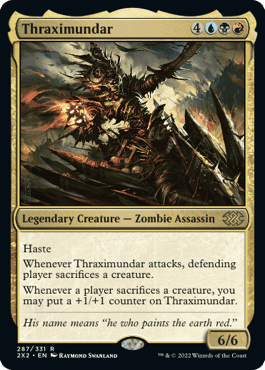 Thraximundar 4
Legendary Creature — Zombie Assassin
Haste
Whenever Thraximundar attacks, defending
player sacrifices a creature.
Whenever a player sacrifices a creature, you
may put a +1/+1 counter on Thraximundar.
His name means "he who paints the earth red."
6/6
287/331 R
2X2 • EN RAYMOND SWANLAND
™ & © 2022 Wizards of the Coast